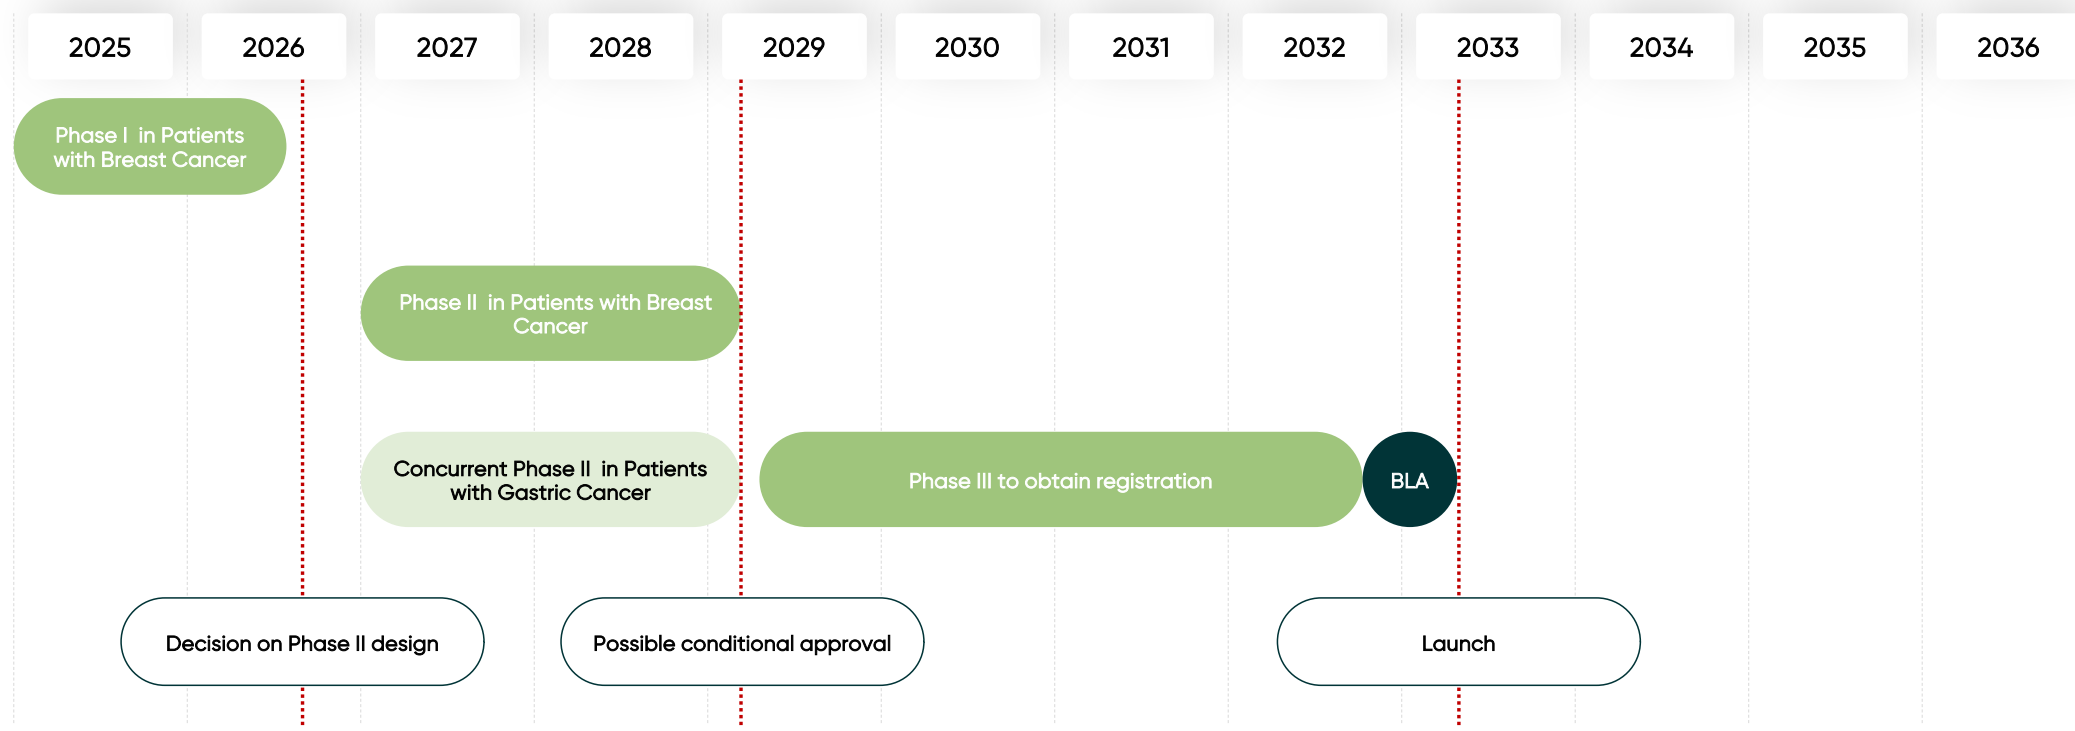 2025 2026 2027 2028 2029 2030 2031 2032 2033 2034 2035 2036
Phase I in Patients
with Breast Cancer
Phase II in Patients with Breast
Cancer
Concurrent Phase II in Patients
with Gastric Cancer
Phase III to obtain registration
BLA
Decision on Phase II design
Possible conditional approval
Launch